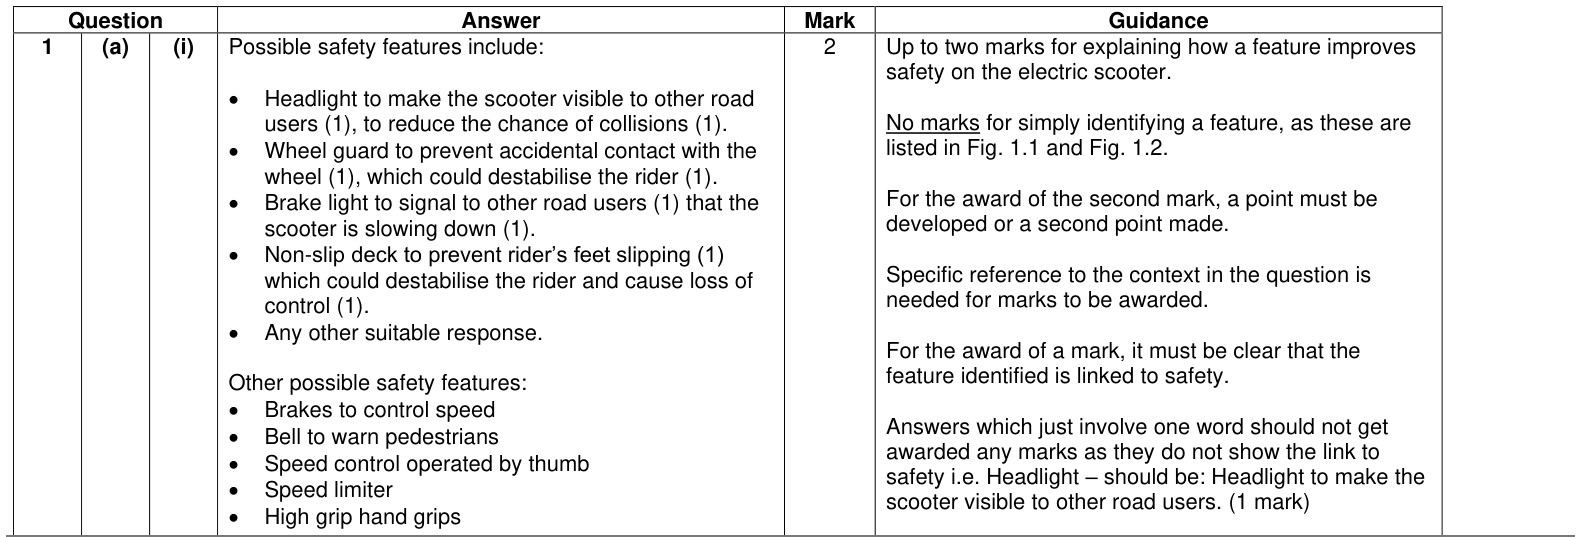 Question Answer Mark Guidance
1 (a) (i) Possible safety features include:
• Headlight to make the scooter visible to other road
users (1), to reduce the chance of collisions (1).
• Wheel guard to prevent accidental contact with the
wheel (1), which could destabilise the rider (1).
• Brake light to signal to other road users (1) that the
scooter is slowing down (1).
• Non-slip deck to prevent rider’s feet slipping (1)
which could destabilise the rider and cause loss of
control (1).
• Any other suitable response.
Other possible safety features:
• Brakes to control speed
• Bell to warn pedestrians
• Speed control operated by thumb
• Speed limiter
• High grip hand grips
2
Up to two marks for explaining how a feature improves
safety on the electric scooter.
No marks for simply identifying a feature, as these are
listed in Fig. 1.1 and Fig. 1.2.
For the award of the second mark, a point must be
developed or a second point made.
Specific reference to the context in the question is
needed for marks to be awarded.
For the award of a mark, it must be clear that the
feature identified is linked to safety.
Answers which just involve one word should not get
awarded any marks as they do not show the link to
safety i.e. Headlight – should be: Headlight to make the
scooter visible to other road users. (1 mark)